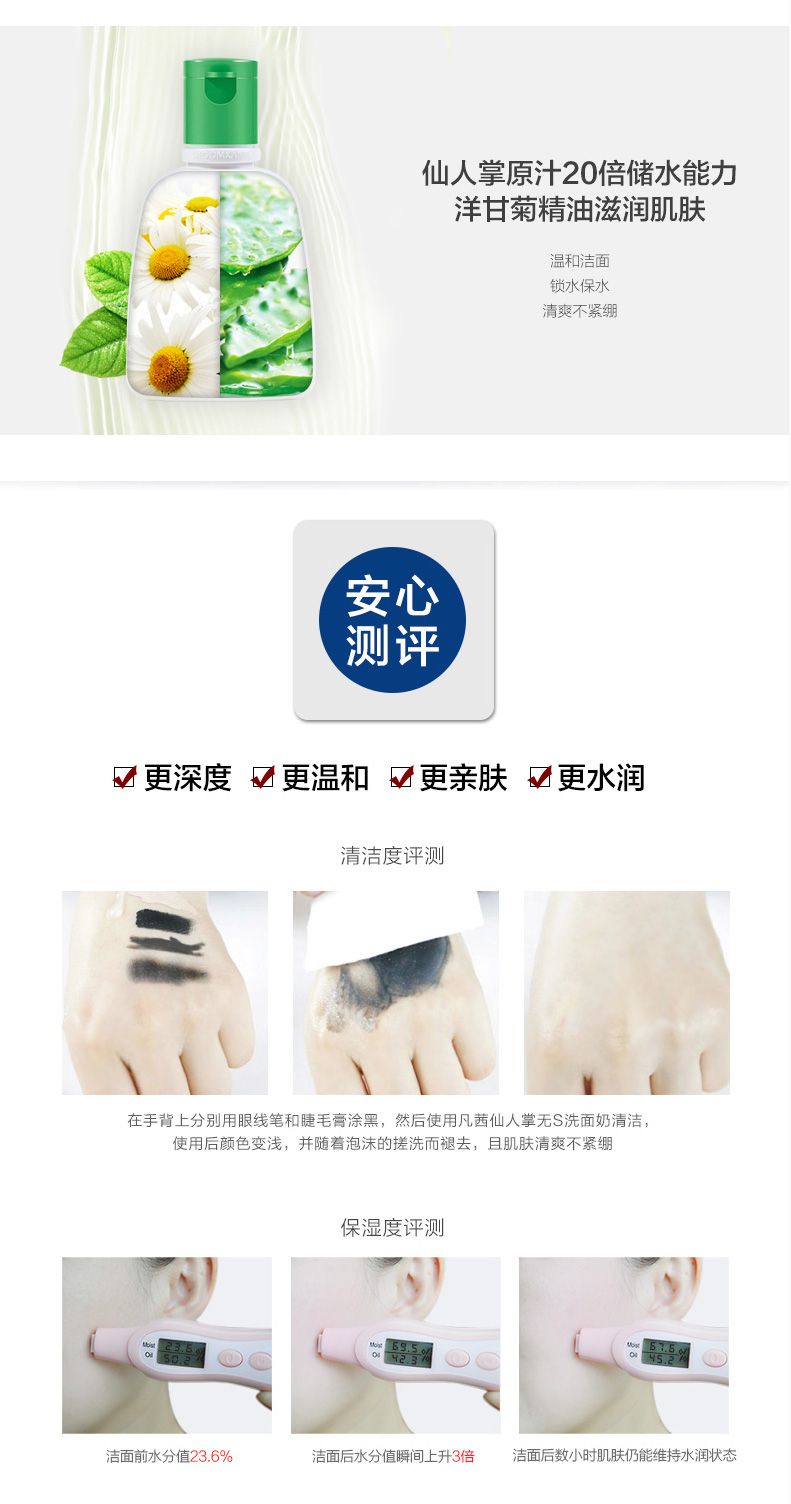 仙人掌原汁20倍储水能力
洋甘菊精油滋润肌肤
温和洁面
锁水保水
清爽不紧绷
安心
测评
更深度 更温和 更亲肤 更水润
清洁度评测
在手背上分别用眼线笔和睫毛膏涂黑，然后使用凡茜仙人掌无S洗面奶清洁，
使用后颜色变浅，并随着泡沫的搓洗而褪去，且肌肤清爽不紧绷
保湿度评测
Moist 23.6%
Oil 50.2%
Moist 69.5%
Oil 42.3%
Moist 67.6%
Oil 45.2%
洁面前水分值23.6%
洁面后水分值瞬间上升3倍
洁面后数小时肌肤仍能维持水润状态